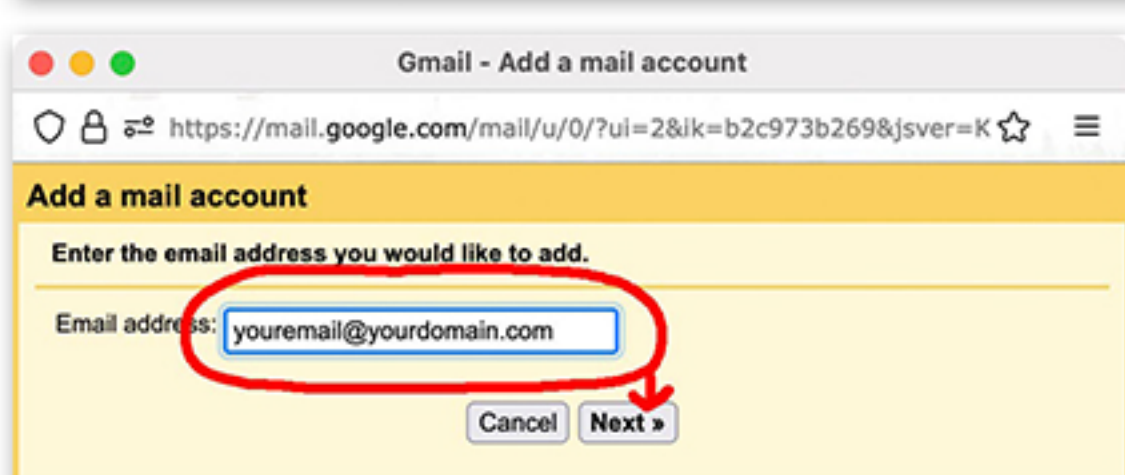 Gmail - Add a mail account
https://mail.google.com/mail/u/0/?ui=2&ik=b2c973b269&jsver=K
Add a mail account
Enter the email address you would like to add.
Email address: youremail@yourdomain.com
Cancel Next »